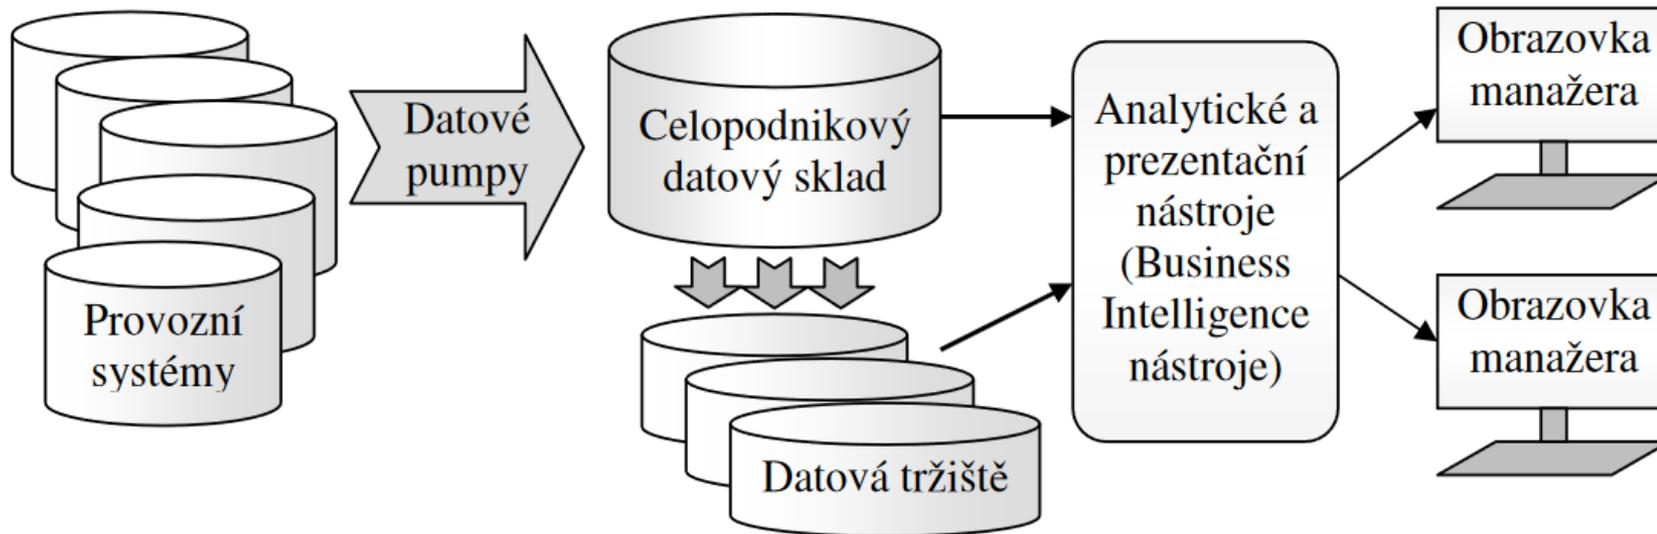 Provozní
systémy
Datové
pumpy
Celopodnikový
datový sklad
Datová tržiště
Analytické a
prezentační
nástroje
(Business
Intelligence
nástroje)
Obrazovka
manažera
Obrazovka
manažera